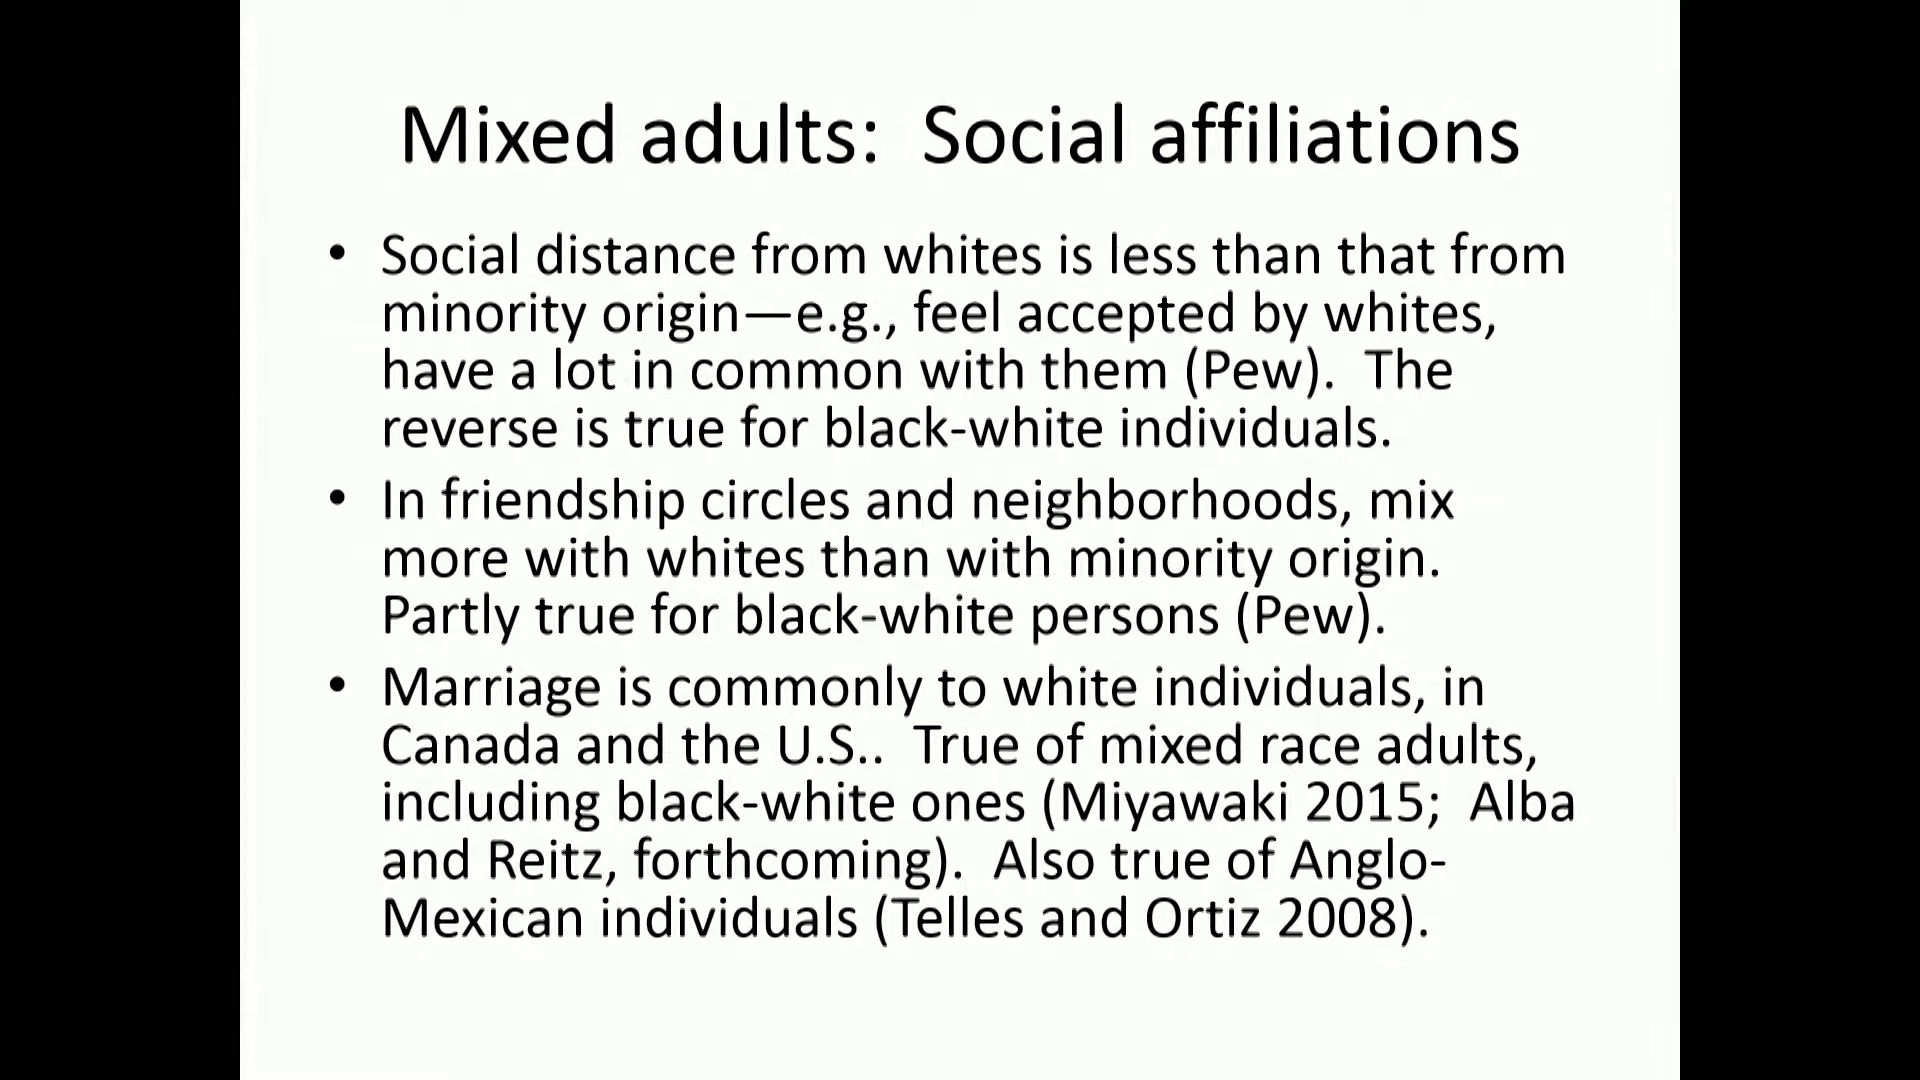 Mixed adults:  Social affiliations
• Social distance from whites is less than that from
minority origin—e.g., feel accepted by whites,
have a lot in common with them (Pew).  The
reverse is true for black-white individuals.
• In friendship circles and neighborhoods, mix
more with whites than with minority origin.
Partly true for black-white persons (Pew).
• Marriage is commonly to white individuals, in
Canada and the U.S..  True of mixed race adults,
including black-white ones (Miyawaki 2015;  Alba
and Reitz, forthcoming).  Also true of Anglo-
Mexican individuals (Telles and Ortiz 2008).